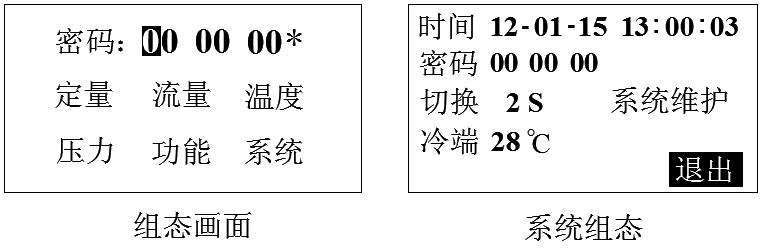 密码：00 00 00*
定量 流量 温度
压力 功能 系统
组态画面
时间 12-01-15 13:00:03
密码 00 00 00
切换 2 S 系统维护
冷端 28℃
退出
系统组态